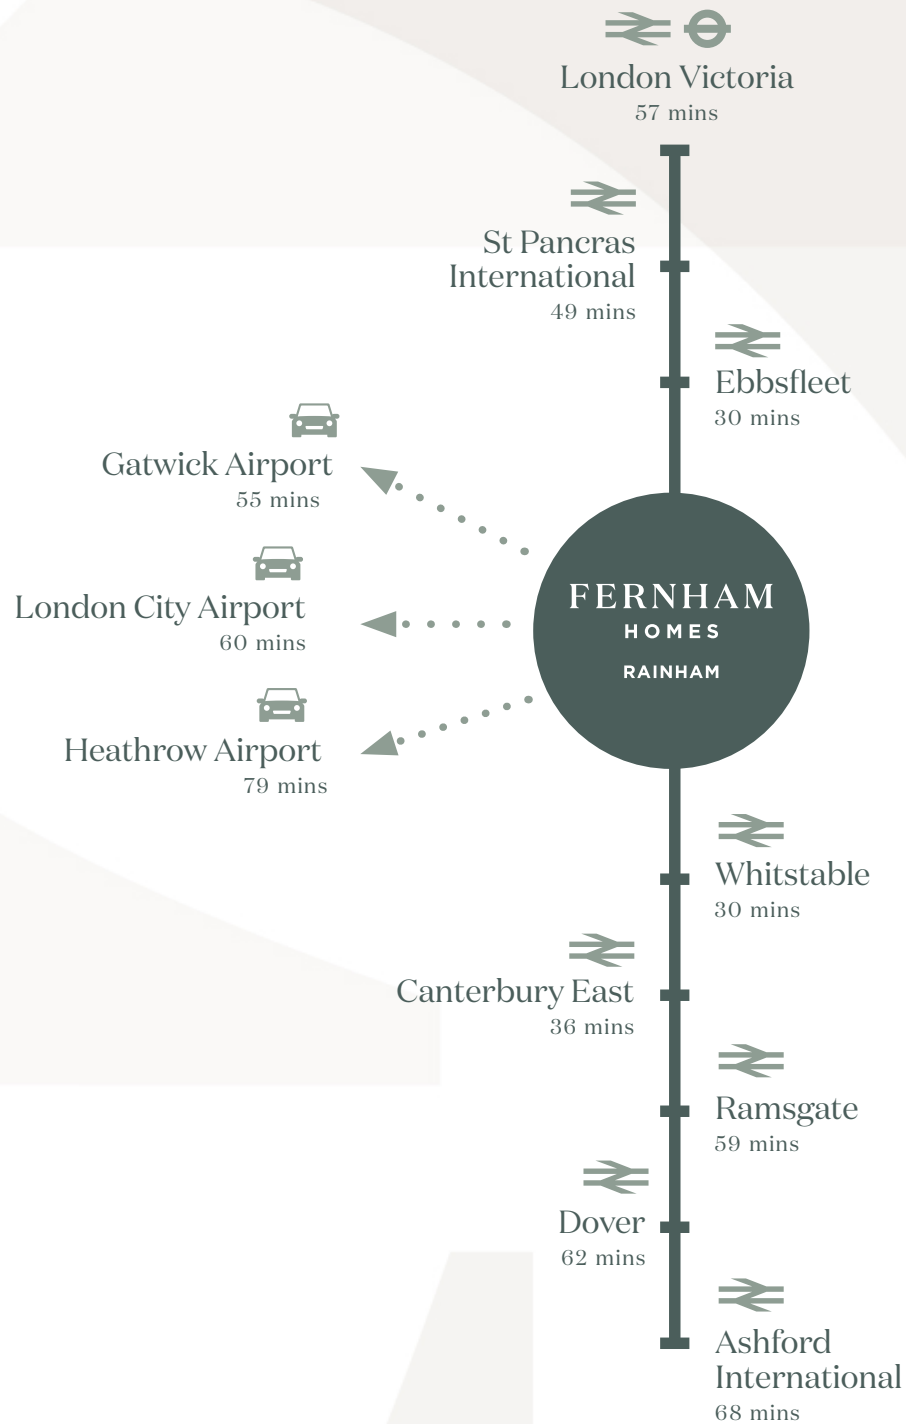 London Victoria
57 mins
St Pancras
International
49 mins
Ebbsfleet
30 mins
Gatwick Airport
55 mins
London City Airport
60 mins
Heathrow Airport
79 mins
FERNHAM
HOMES
RAINHAM
Whitstable
30 mins
Canterbury East
36 mins
Ramsgate
59 mins
Dover
62 mins
Ashford
International
68 mins